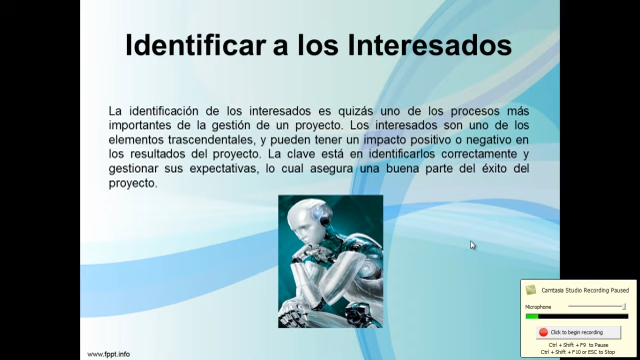 Identificar a los Interesados
La identificación de los interesados es quizás uno de los procesos más
importantes de la gestión de un proyecto. Los interesados son uno de los
elementos trascendentales, y pueden tener un impacto positivo o negativo en
los resultados del proyecto. La clave está en identificarlos correctamente y
gestionar sus expectativas, lo cual asegura una buena parte del éxito del
proyecto.
www.fppt.info
Camtasia Studio Recording Paused
Microphone
Click to begin recording
Ctrl + Shift + F9 to Pause
Ctrl + Shift + F10 or ESC to Stop